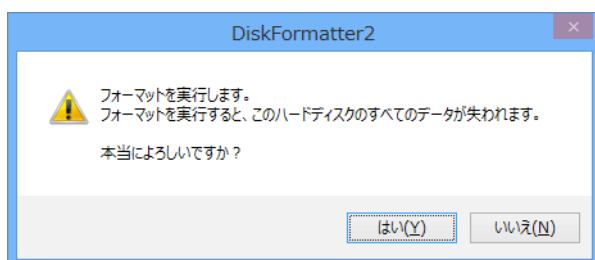 DiskFormatter2
フォーマットを実行します。
フォーマットを実行すると、このハードディスクのすべてのデータが失われます。
本当によろしいですか？
はい(Y)
いいえ(N)